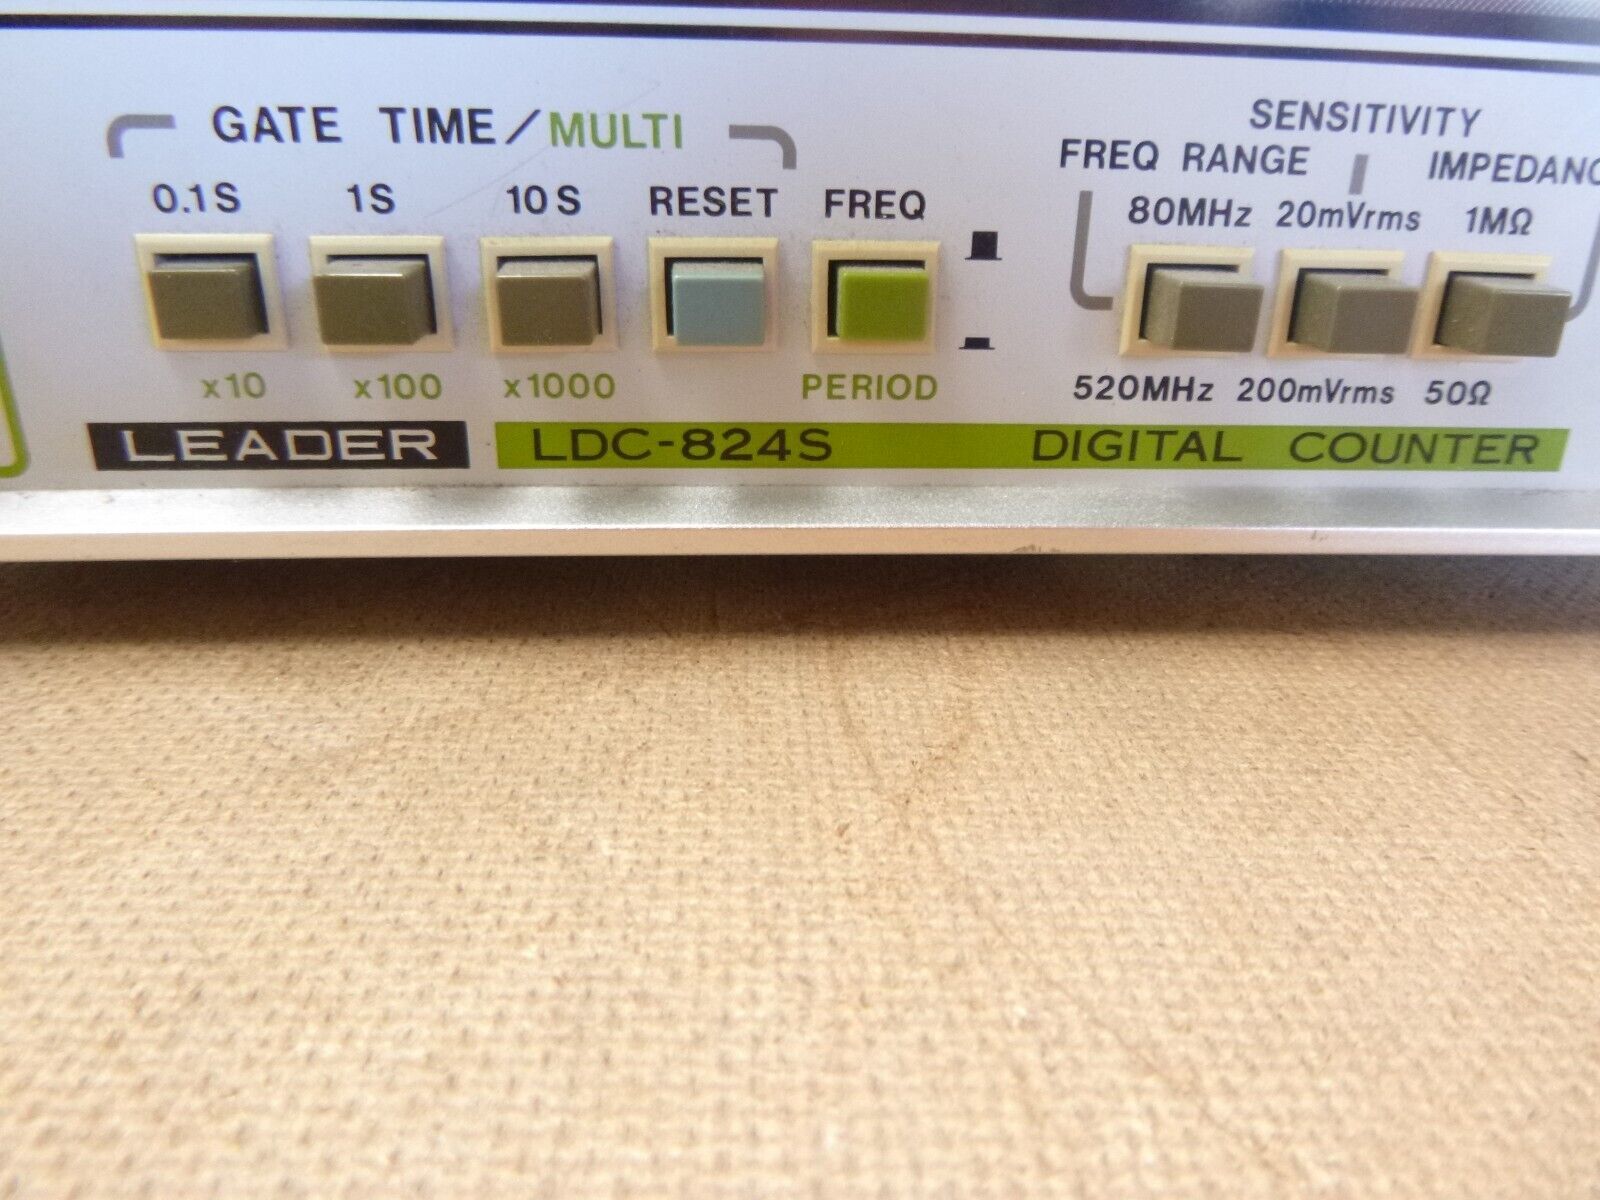 GATE TIME/MULTI
0.1S 1S 10S RESET FREQ
x10 x100 x1000 PERIOD
SENSITIVITY
FREQ RANGE IMPEDANC
80MHz 20mVrms 1MΩ
520MHz 200mVrms 50Ω
LEADER LDC-824S DIGITAL COUNTER